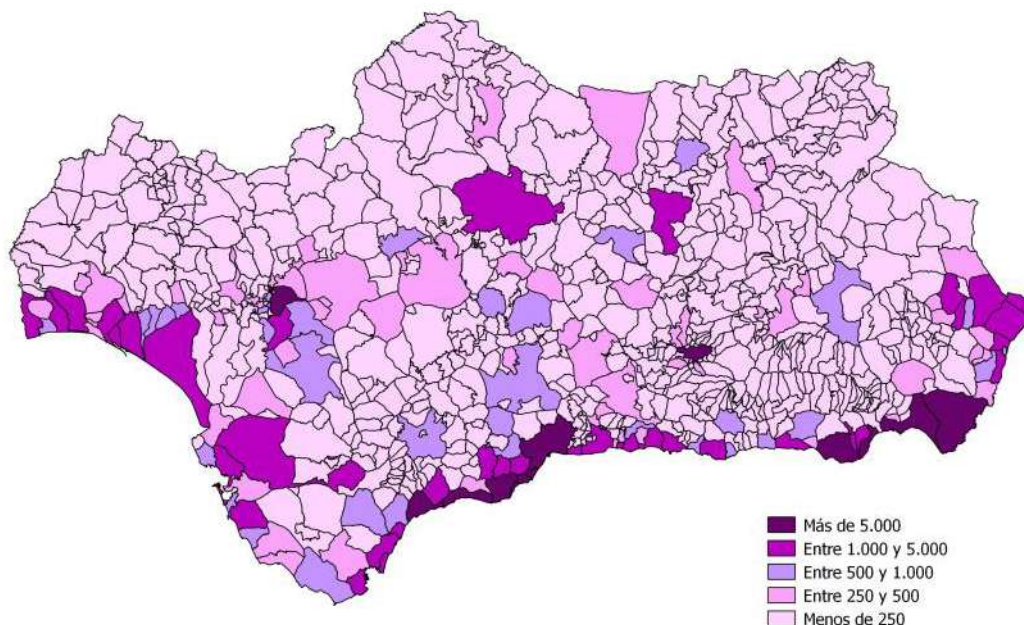 Más de 5.000
Entre 1.000 y 5.000
Entre 500 y 1.000
Entre 250 y 500
Menos de 250